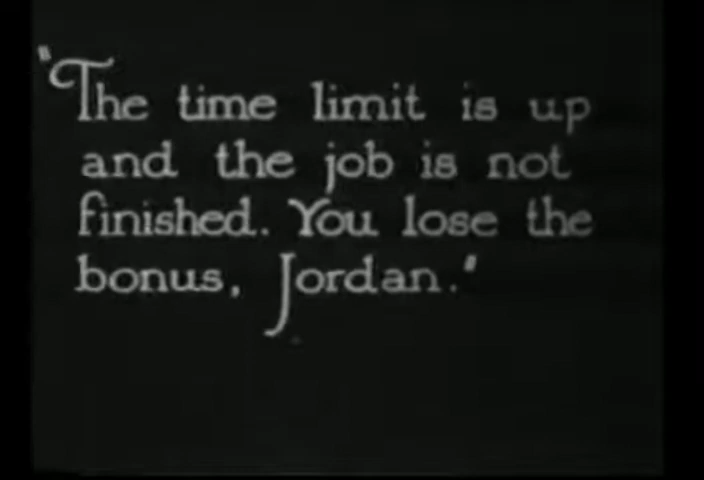 "The time limit is up
and the job is not
finished. You lose the
bonus, Jordan."